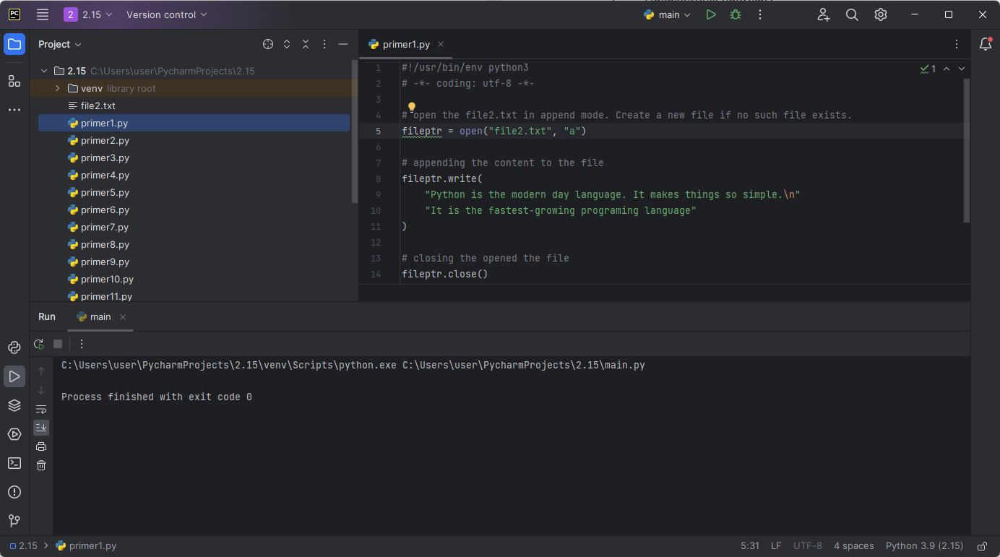 PC 2 2.15 Version control main
Project
primer1.py
2.15 C:\Users\user\PycharmProjects\2.15
venv library root
file2.txt
primer1.py
primer2.py
primer3.py
primer4.py
primer5.py
primer6.py
primer7.py
primer8.py
primer9.py
primer10.py
primer11.py
1 #!/usr/bin/env python3
2 # -*- coding: utf-8 -*-
3
4 # open the file2.txt in append mode. Create a new file if no such file exists.
5 fileptr = open("file2.txt", "a")
6
7 # appending the content to the file
8 fileptr.write(
9 "Python is the modern day language. It makes things so simple.\n"
10 "It is the fastest-growing programing language"
11 )
12
13 # closing the opened the file
14 fileptr.close()
1
Run main
C:\Users\user\PycharmProjects\2.15\venv\Scripts\python.exe C:\Users\user\PycharmProjects\2.15\main.py
Process finished with exit code 0
2.15 primer1.py 5:31 LF UTF-8 4 spaces Python 3.9 (2.15)